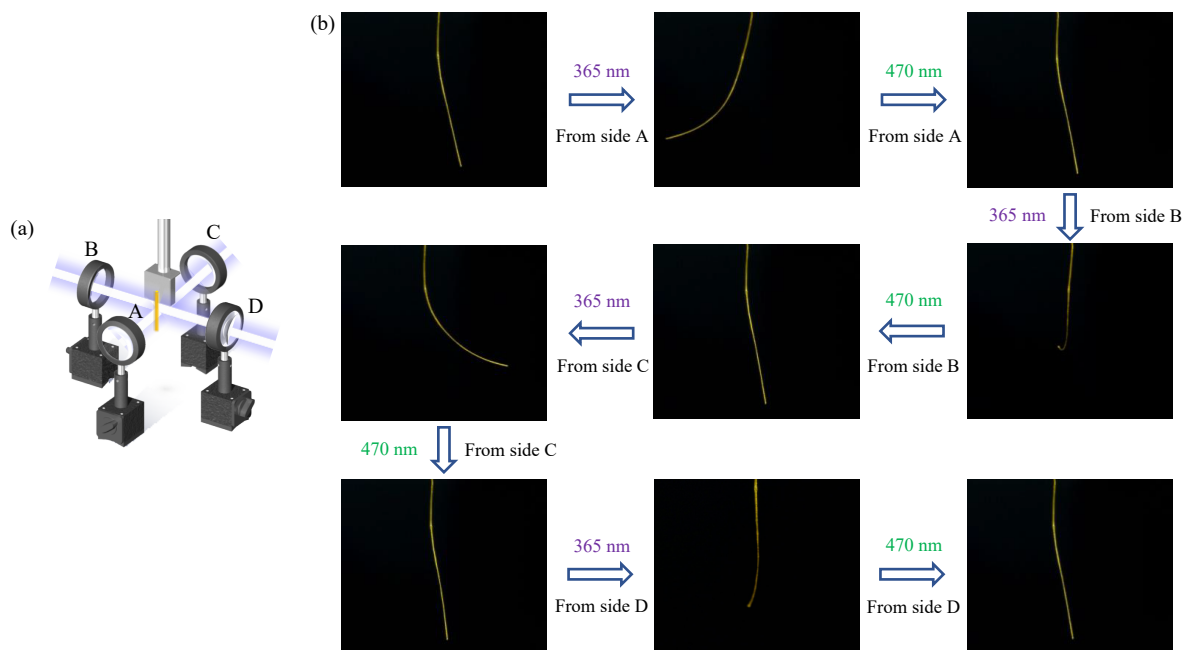 (a)
B
C
A
D
(b)
365 nm
From side A
470 nm
From side A
365 nm
From side B
470 nm
From side B
365 nm
From side C
470 nm
From side C
365 nm
From side D
470 nm
From side D